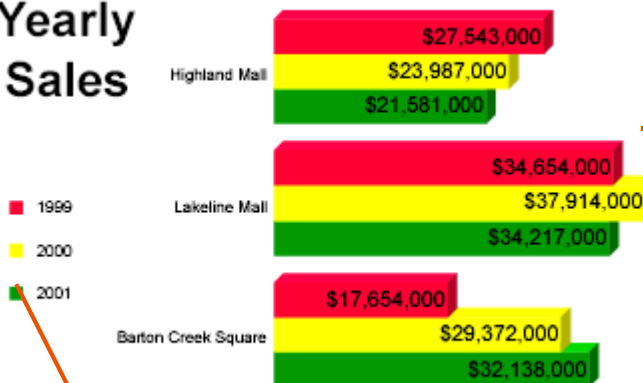 Yearly
Sales
$27,543,000
Highland Mall
$23,987,000
$21,581,000
$34,654,000
1999
Lakeline Mall
$37,914,000
$34,217,000
2000
2001
$17,654,000
Barton Creek Square
$29,372,000
$32,138,000